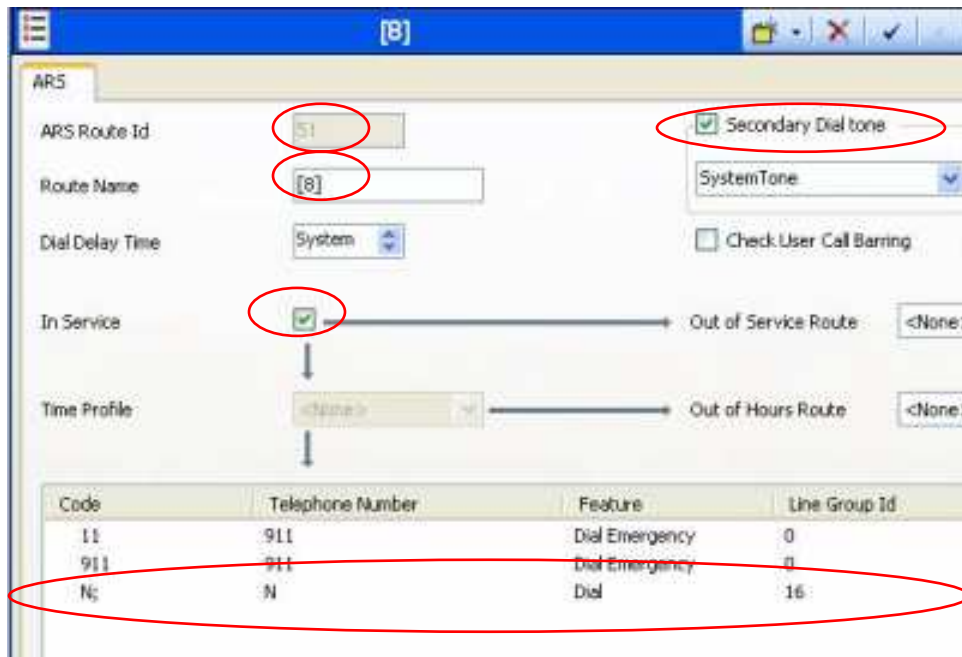 [8]
ARS
ARS Route Id 51 Secondary Dial tone
Route Name [8] SystemTone
Dial Delay Time System Check User Call Barring
In Service Out of Service Route <None>
Time Profile <None> Out of Hours Route <None>
Code Telephone Number Feature Line Group Id
11 911 Dial Emergency 0
911 911 Dial Emergency 0
N; N Dial 16